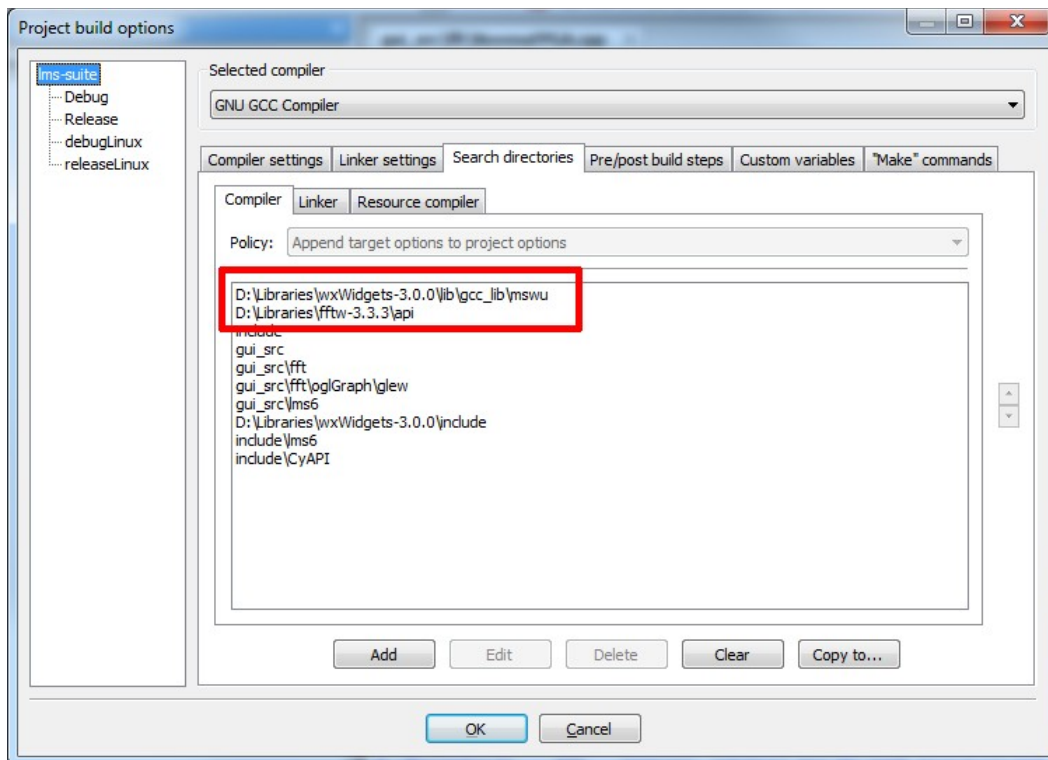 Project build options
lms-suite
Debug
Release
debugLinux
releaseLinux
Selected compiler
GNU GCC Compiler
Compiler settings
Linker settings
Search directories
Pre/post build steps
Custom variables
"Make" commands
Compiler
Linker
Resource compiler
Policy:
Append target options to project options
D:\Libraries\wxWidgets-3.0.0\lib\gcc_lib\mswu
D:\Libraries\fftw-3.3.3\api
include
gui_src
gui_src\fft
gui_src\fft\oglGraph\glew
gui_src\lms6
D:\Libraries\wxWidgets-3.0.0\include
include\lms6
include\CyAPI
Add
Edit
Delete
Clear
Copy to...
OK
Cancel